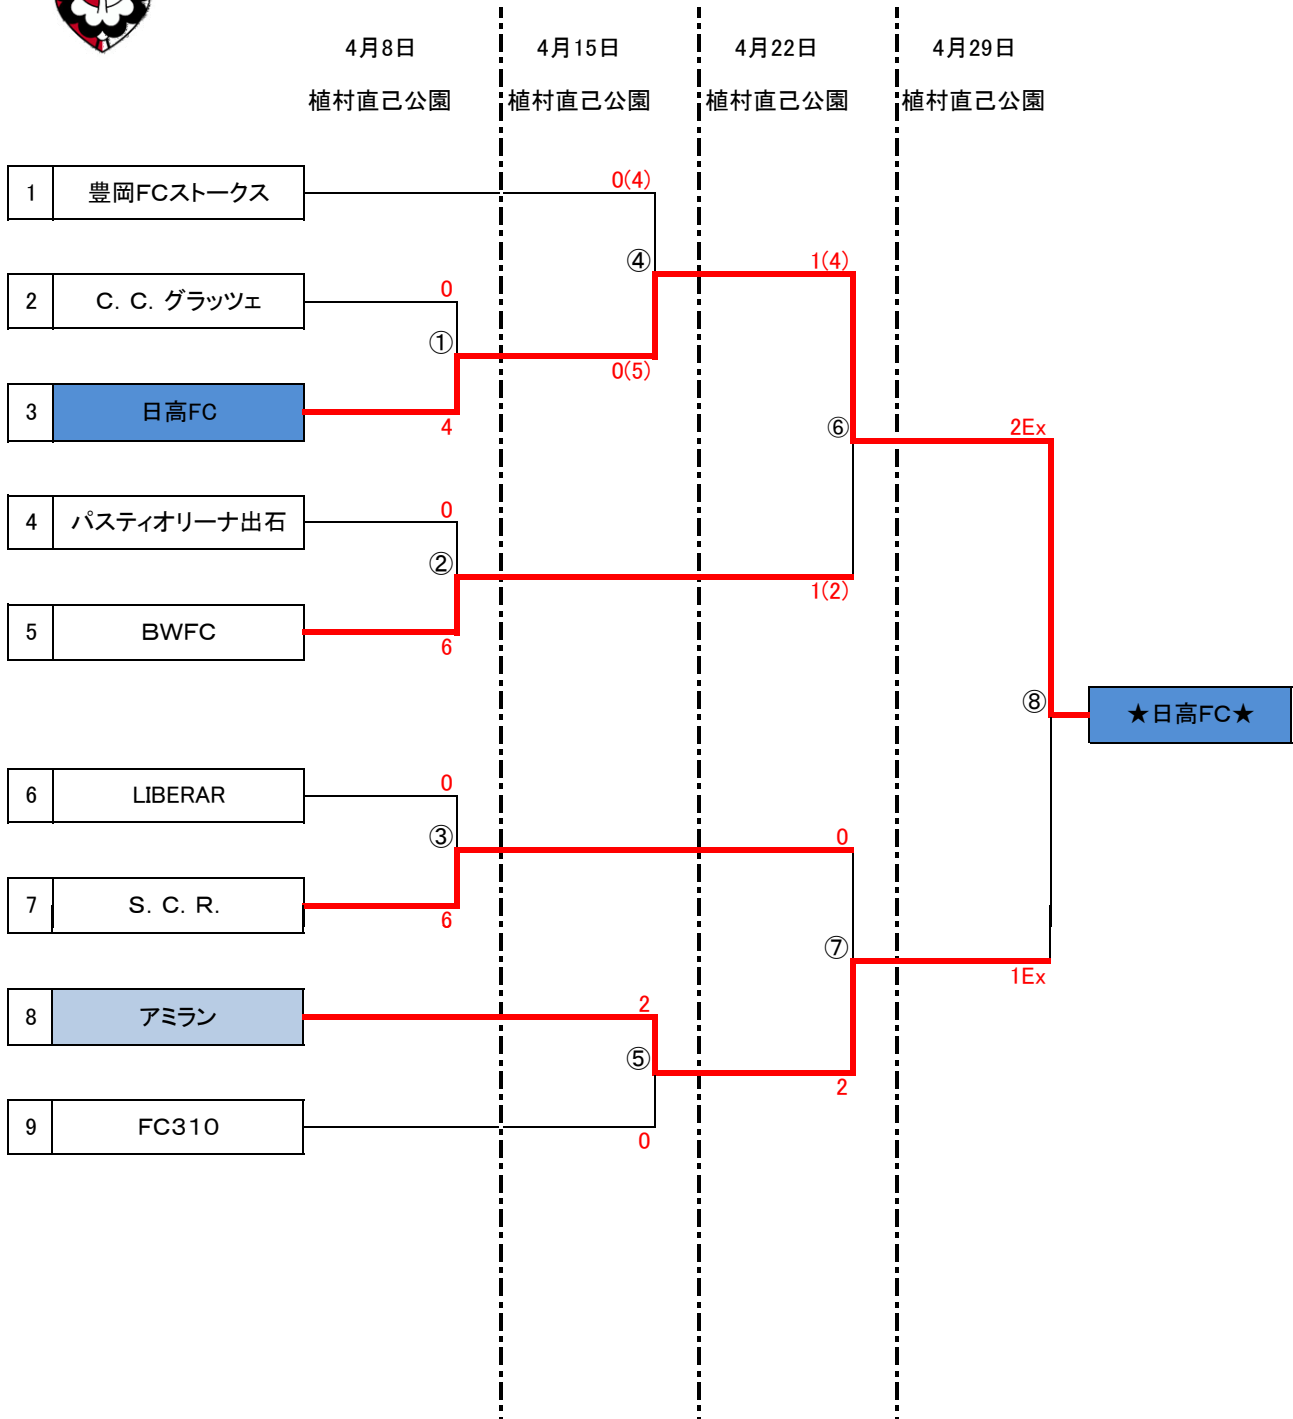 4月8日 4月15日 4月22日 4月29日
植村直己公園 植村直己公園 植村直己公園 植村直己公園
1 豊岡FCストークス 0(4)
④ 1(4)
2 C．C．グラッツェ 0
①
0(5)
3 日高FC 4
⑥ 2Ex
4 パスティオリーナ出石 0
②
1(2)
5 BWFC 6
⑧ ★日高FC★
6 LIBERAR 0
③ 0
7 S．C．R． 6
⑦
1Ex
8 アミラン 2
⑤
2
9 FC310 0